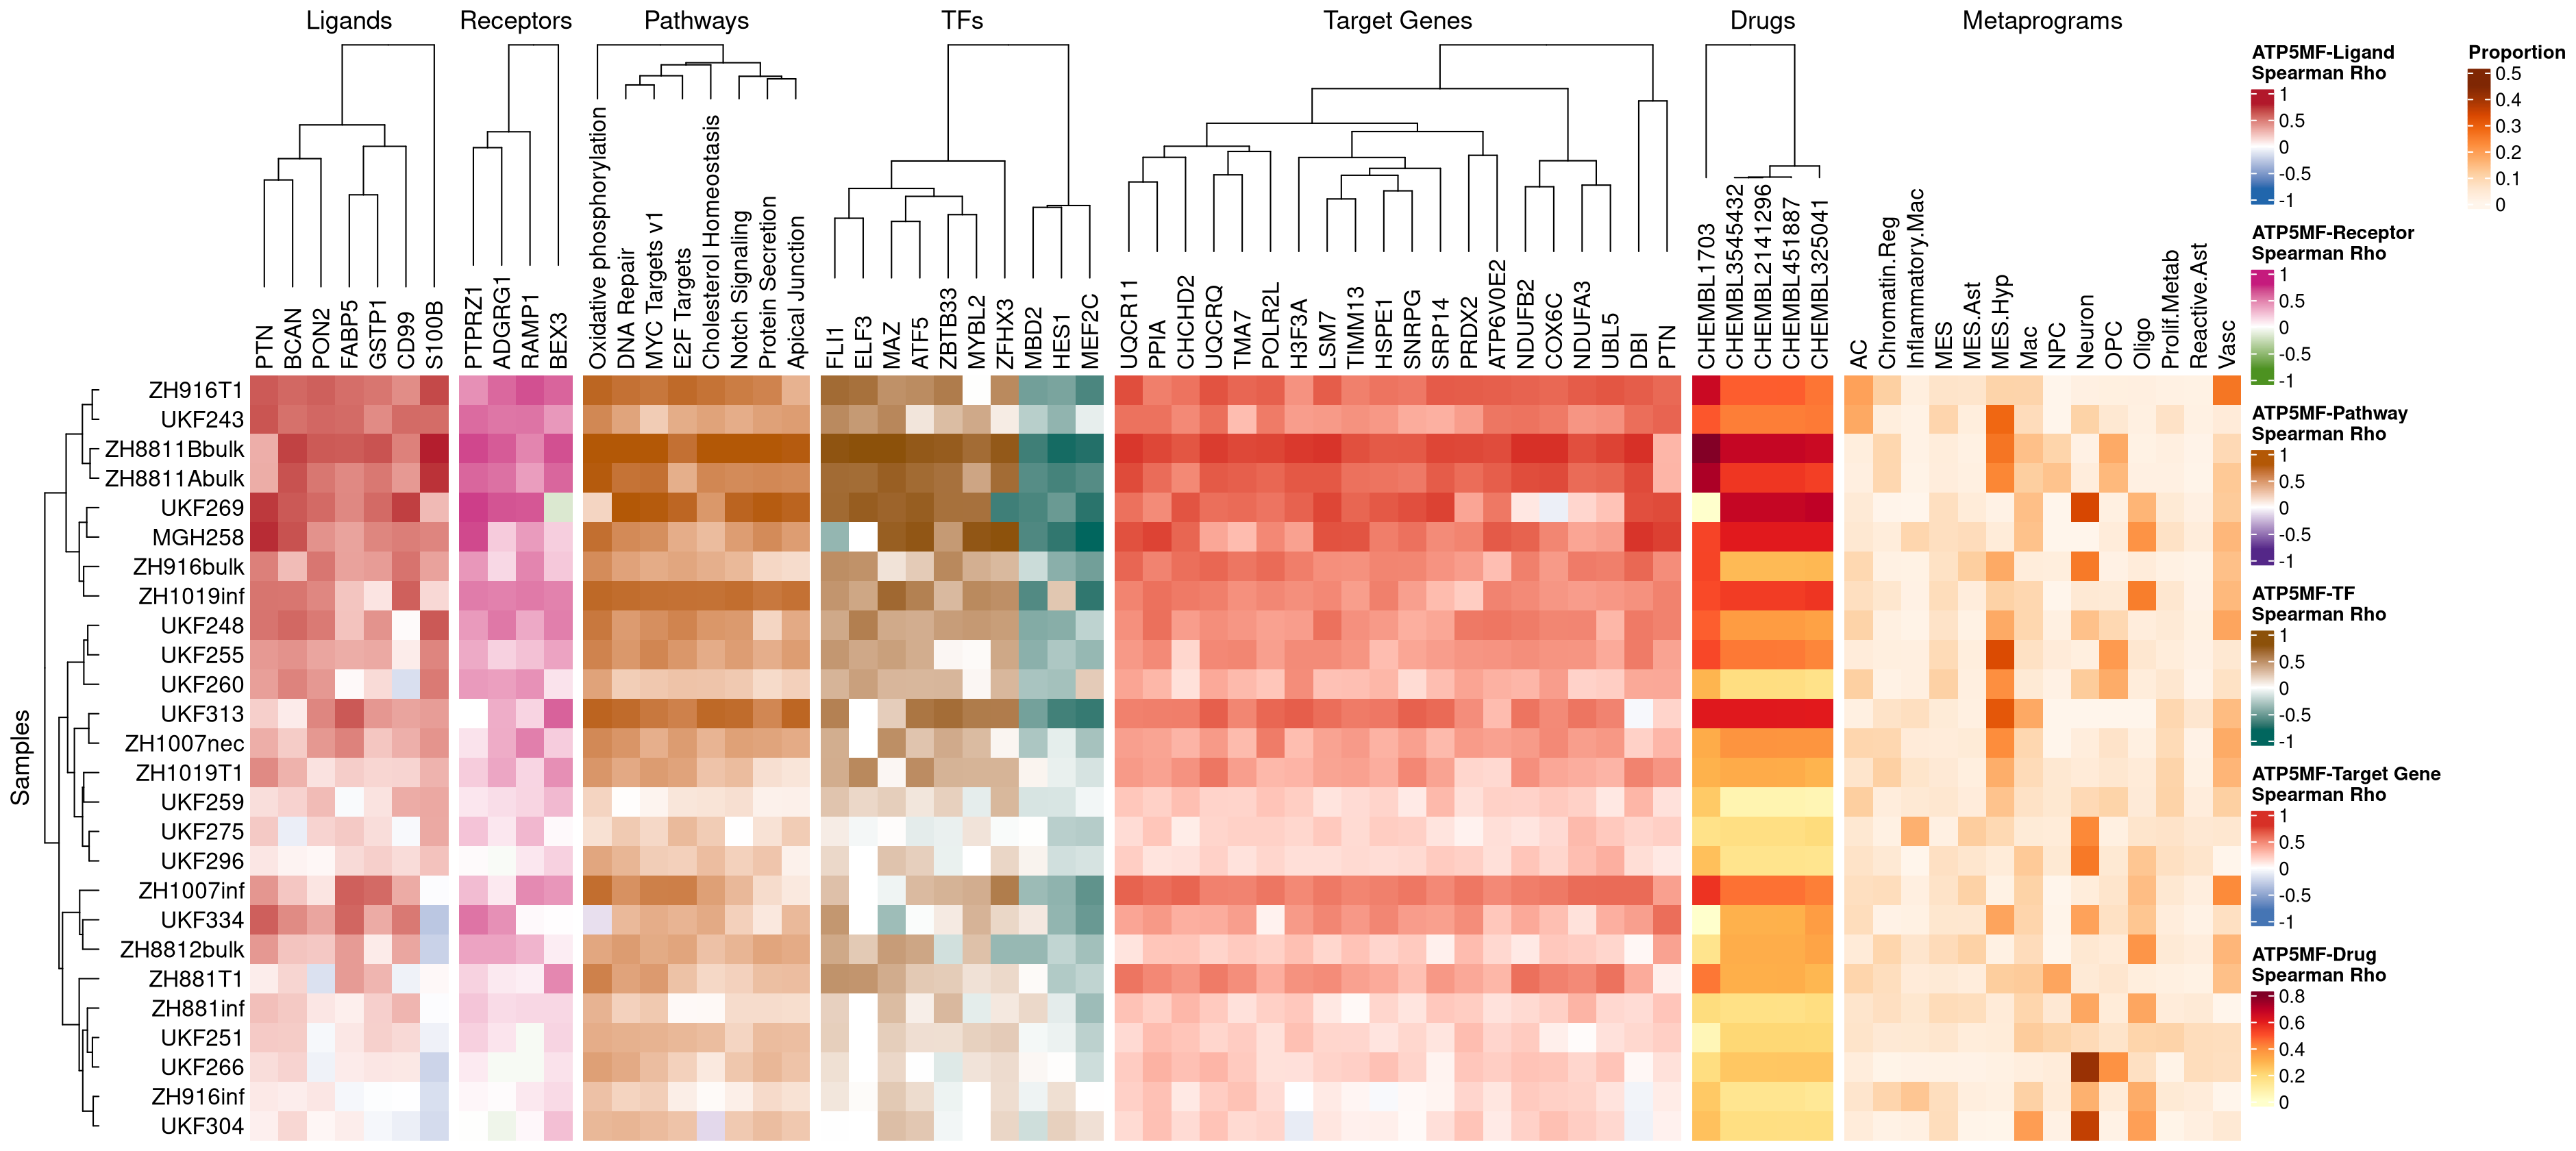 Ligands
Receptors
Pathways
TFs
Target Genes
Drugs
Metaprograms
PTN
BCAN
PON2
FABP5
GSTP1
CD99
S100B
PTPRZ1
ADGRG1
RAMP1
BEX3
Oxidative phosphorylation
DNA Repair
MYC Targets v1
E2F Targets
Cholesterol Homeostasis
Notch Signaling
Protein Secretion
Apical Junction
FLI1
ELF3
MAZ
ATF5
ZBTB33
MYBL2
ZFHX3
MBD2
HES1
MEF2C
UQCR11
PPIA
CHCHD2
UQCRQ
TMA7
POLR2L
H3F3A
LSM7
TIMM13
HSPE1
SNRPG
SRP14
PRDX2
ATP6V0E2
NDUFB2
COX6C
NDUFA3
UBL5
DBI
PTN
CHEMBL1703
CHEMBL3545432
CHEMBL2141296
CHEMBL451887
CHEMBL325041
AC
Chromatin.Reg
Inflammatory.Mac
MES
MES.Ast
MES.Hyp
Mac
NPC
Neuron
OPC
Oligo
Prolif.Metab
Reactive.Ast
Vasc
Samples
ZH916T1
UKF243
ZH8811Bbulk
ZH8811Abulk
UKF269
MGH258
ZH916bulk
ZH1019inf
UKF248
UKF255
UKF260
UKF313
ZH1007nec
ZH1019T1
UKF259
UKF275
UKF296
ZH1007inf
UKF334
ZH8812bulk
ZH881T1
ZH881inf
UKF251
UKF266
ZH916inf
UKF304
ATP5MF-Ligand
Spearman Rho
1
0.5
0
-0.5
-1
ATP5MF-Receptor
Spearman Rho
1
0.5
0
-0.5
-1
ATP5MF-Pathway
Spearman Rho
1
0.5
0
-0.5
-1
ATP5MF-TF
Spearman Rho
1
0.5
0
-0.5
-1
ATP5MF-Target Gene
Spearman Rho
1
0.5
0
-0.5
-1
ATP5MF-Drug
Spearman Rho
0.8
0.6
0.4
0.2
0
Proportion
0.5
0.4
0.3
0.2
0.1
0